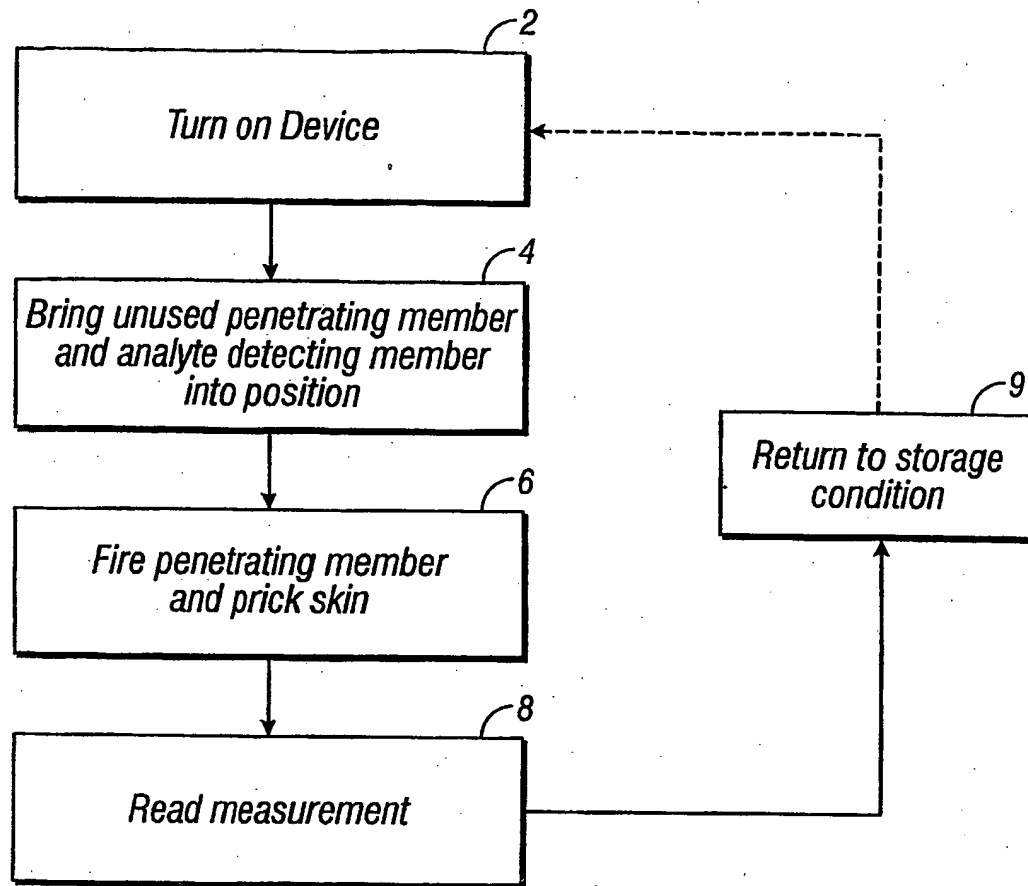 2
Turn on Device
4
Bring unused penetrating member
and analyte detecting member
into position
6
Fire penetrating member
and prick skin
8
Read measurement
9
Return to storage
condition